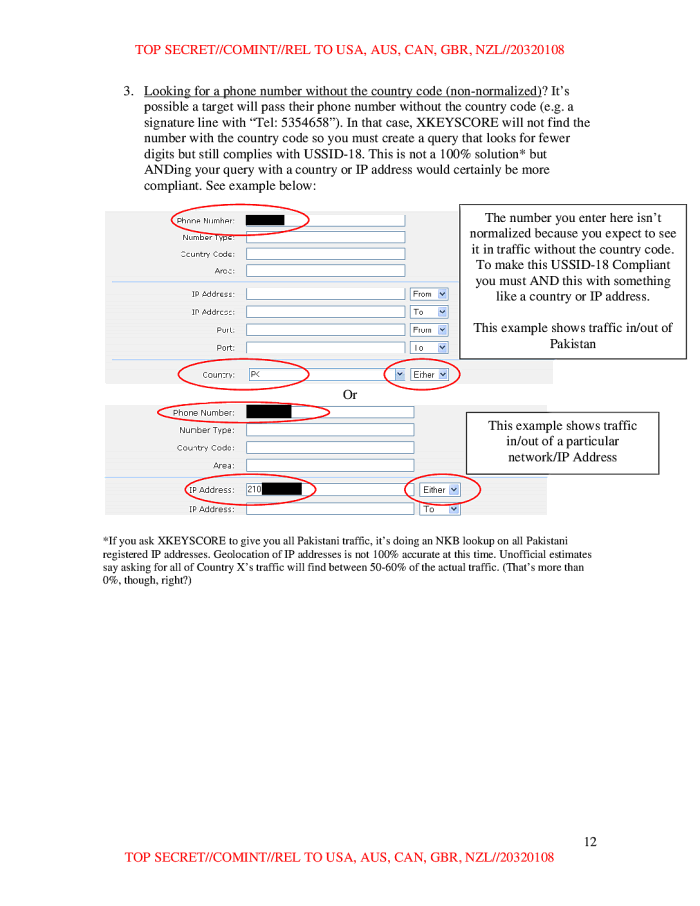 TOP SECRET//COMINT//REL TO USA, AUS, CAN, GBR, NZL//20320108
3. Looking for a phone number without the country code (non-normalized)? It's
possible a target will pass their phone number without the country code (e.g. a
signature line with “Tel: 5354658”). In that case, XKEYSCORE will not find the
number with the country code so you must create a query that looks for fewer
digits but still complies with USSID-18. This is not a 100% solution* but
ANDing your query with a country or IP address would certainly be more
compliant. See example below:
Phone Number:
Number Type:
Country Code:
Area:
IP Address: From
IP Address: To
Port: From
Port: To
Country: PK Either
The number you enter here isn't
normalized because you expect to see
it in traffic without the country code.
To make this USSID-18 Compliant
you must AND this with something
like a country or IP address.
This example shows traffic in/out of
Pakistan
Or
Phone Number:
Number Type:
Country Code:
Area:
IP Address: 210 Either
IP Address: To
This example shows traffic
in/out of a particular
network/IP Address
*If you ask XKEYSCORE to give you all Pakistani traffic, it's doing an NKB lookup on all Pakistani
registered IP addresses. Geolocation of IP addresses is not 100% accurate at this time. Unofficial estimates
say asking for all of Country X's traffic will find between 50-60% of the actual traffic. (That's more than
0%, though, right?)
12
TOP SECRET//COMINT//REL TO USA, AUS, CAN, GBR, NZL//20320108